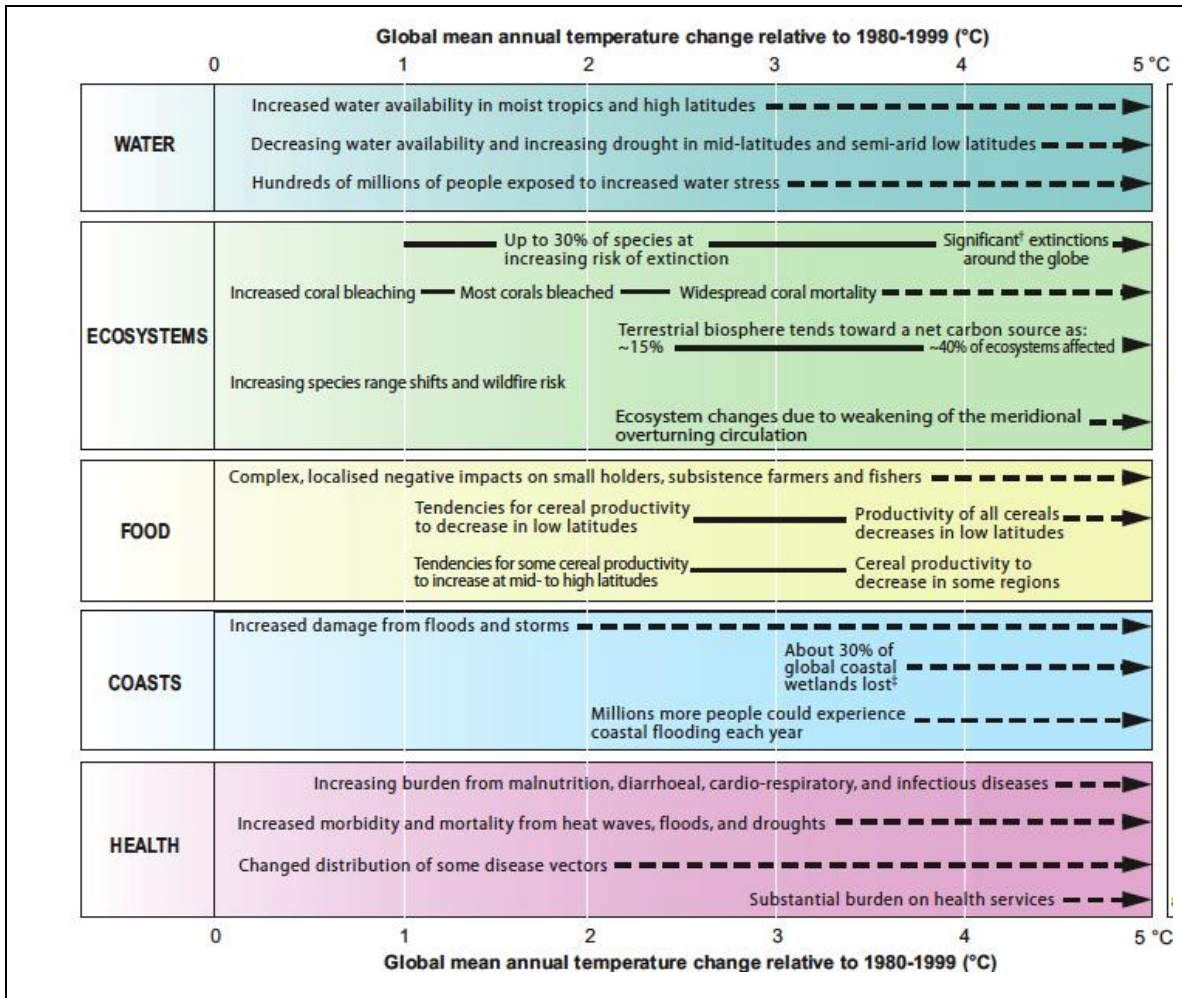 Global mean annual temperature change relative to 1980-1999 (°C)
0 1 2 3 4 5 °C
WATER
Increased water availability in moist tropics and high latitudes
Decreasing water availability and increasing drought in mid-latitudes and semi-arid low latitudes
Hundreds of millions of people exposed to increased water stress
ECOSYSTEMS
Up to 30% of species at
increasing risk of extinction
Significant† extinctions
around the globe
Increased coral bleaching Most corals bleached Widespread coral mortality
Terrestrial biosphere tends toward a net carbon source as:
~15% ~40% of ecosystems affected
Increasing species range shifts and wildfire risk
Ecosystem changes due to weakening of the meridional
overturning circulation
FOOD
Complex, localised negative impacts on small holders, subsistence farmers and fishers
Tendencies for cereal productivity
to decrease in low latitudes
Productivity of all cereals
decreases in low latitudes
Tendencies for some cereal productivity
to increase at mid- to high latitudes
Cereal productivity to
decrease in some regions
COASTS
Increased damage from floods and storms
About 30% of
global coastal
wetlands lost‡
Millions more people could experience
coastal flooding each year
HEALTH
Increasing burden from malnutrition, diarrhoeal, cardio-respiratory, and infectious diseases
Increased morbidity and mortality from heat waves, floods, and droughts
Changed distribution of some disease vectors
Substantial burden on health services
0 1 2 3 4 5 °C
Global mean annual temperature change relative to 1980-1999 (°C)